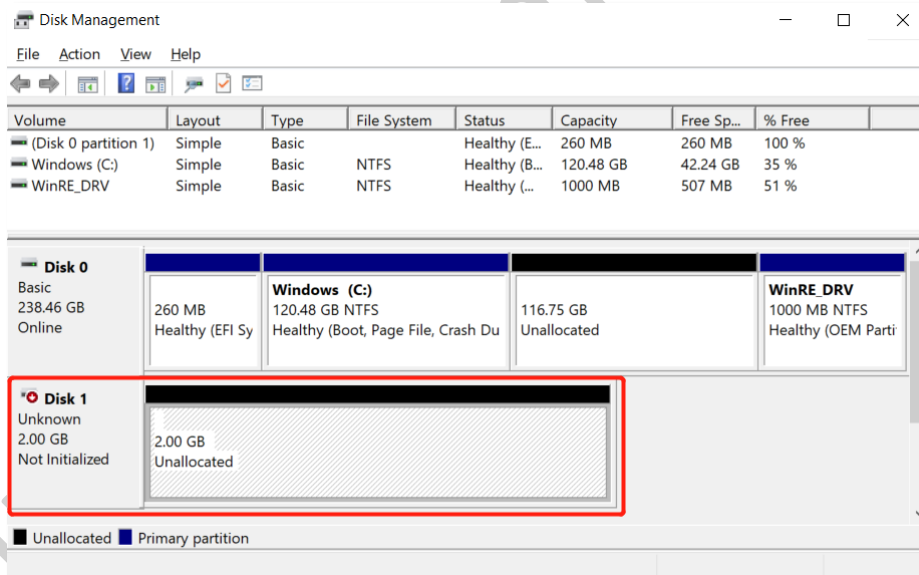 Disk Management
File Action View Help
Volume Layout Type File System Status Capacity Free Sp... % Free
(Disk 0 partition 1) Simple Basic Healthy (E... 260 MB 260 MB 100 %
Windows (C:) Simple Basic NTFS Healthy (B... 120.48 GB 42.24 GB 35 %
WinRE_DRV Simple Basic NTFS Healthy (... 1000 MB 507 MB 51 %
Disk 0
Basic
238.46 GB
Online
260 MB
Healthy (EFI Sy
Windows (C:)
120.48 GB NTFS
Healthy (Boot, Page File, Crash Du
116.75 GB
Unallocated
WinRE_DRV
1000 MB NTFS
Healthy (OEM Parti
Disk 1
Unknown
2.00 GB
Not Initialized
2.00 GB
Unallocated
Unallocated Primary partition